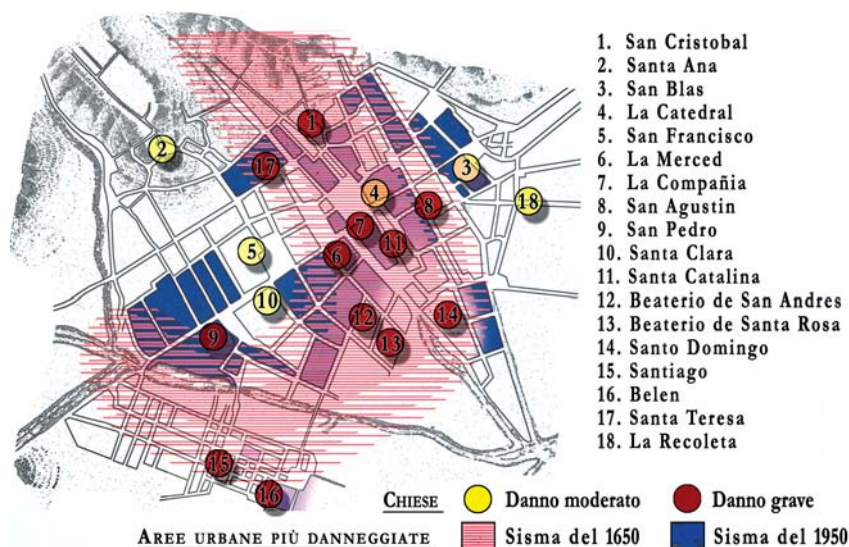 1. San Cristobal
2. Santa Ana
3. San Blas
4. La Catedral
5. San Francisco
6. La Merced
7. La Compañia
8. San Agustin
9. San Pedro
10. Santa Clara
11. Santa Catalina
12. Beaterio de San Andres
13. Beaterio de Santa Rosa
14. Santo Domingo
15. Santiago
16. Belen
17. Santa Teresa
18. La Recoleta
1
2
17
3
4
18
8
7
11
5
6
10
12
14
9
13
15
16
CHIESE Danno moderato Danno grave
AREE URBANE PIÙ DANNEGGIATE Sisma del 1650 Sisma del 1950